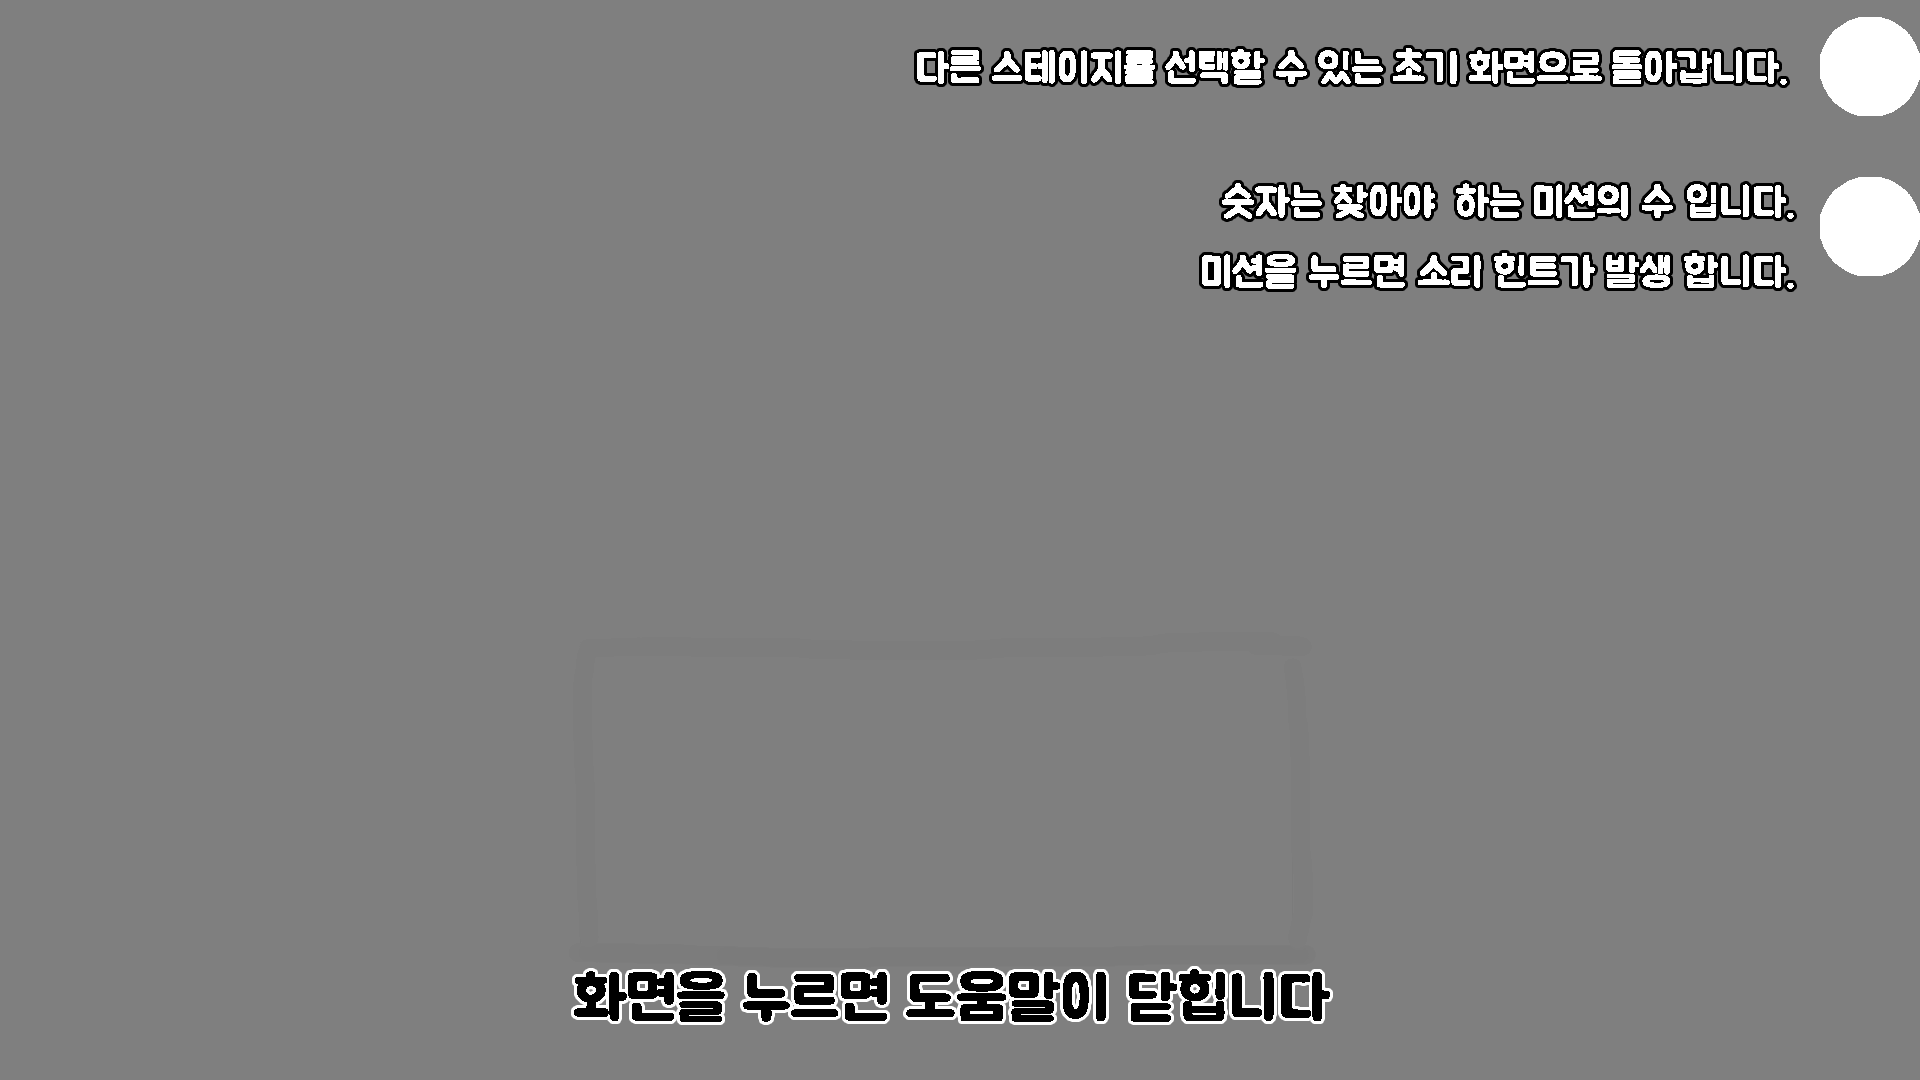 다른 스테이지를 선택할 수 있는 초기 화면으로 돌아갑니다.
숫자는 찾아야 하는 미션의 수 입니다.
미션을 누르면 소리 힌트가 발생 합니다.
화면을 누르면 도움말이 닫힙니다